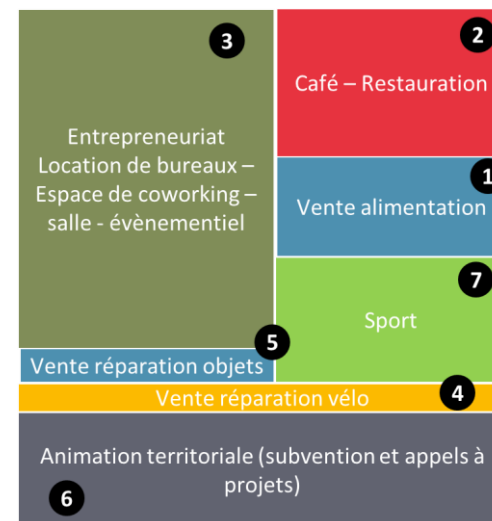 3
Entrepreneuriat
Location de bureaux –
Espace de coworking –
salle - évènementiel
2
Café – Restauration
1
Vente alimentation
7
Sport
5
Vente réparation objets
4
Vente réparation vélo
Animation territoriale (subvention et appels à
projets)
6